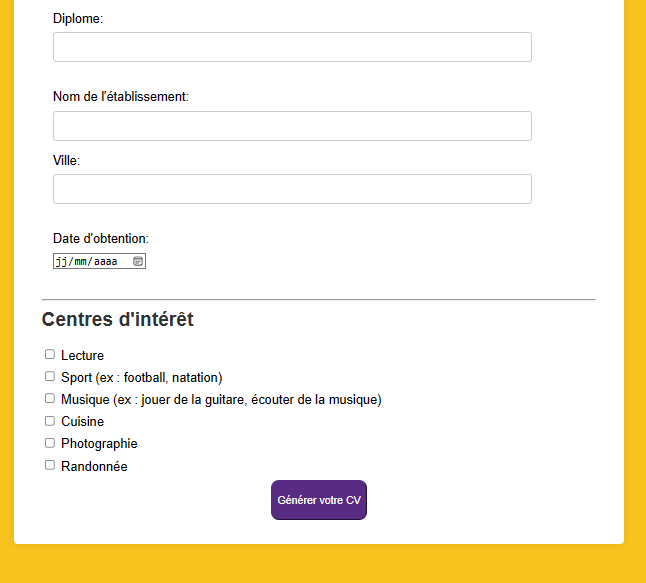 Diplome:
Nom de l'établissement:
Ville:
Date d'obtention:
jj/mm/aaaa
Centres d'intérêt
Lecture
Sport (ex : football, natation)
Musique (ex : jouer de la guitare, écouter de la musique)
Cuisine
Photographie
Randonnée
Générer votre CV